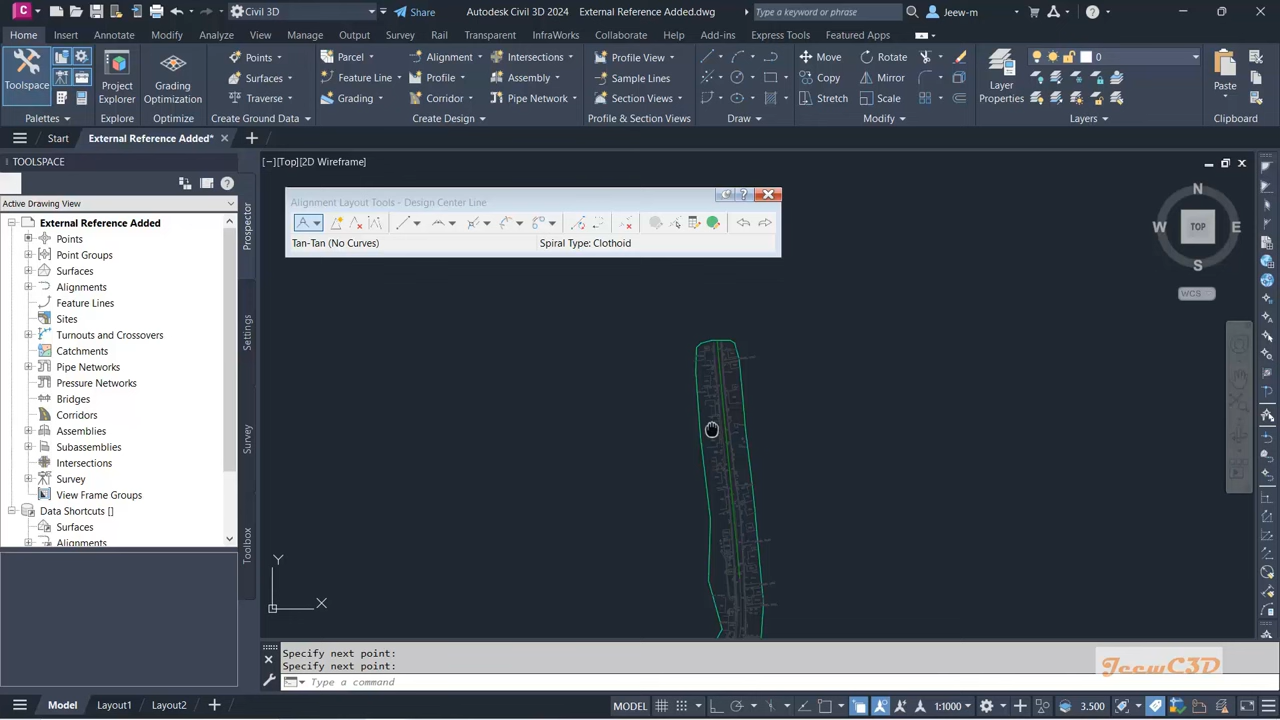 Civil 3D
Share
Autodesk Civil 3D 2024 External Reference Added.dwg
Type a keyword or phrase
Jeew-m
Home Insert Annotate Modify Analyze View Manage Output Survey Rail Transparent InfraWorks Collaborate Help Add-ins Express Tools Featured Apps
Toolspace
Project
Explorer
Grading
Optimization
Points
Surfaces
Traverse
Parcel
Feature Line
Grading
Alignment
Profile
Corridor
Intersections
Assembly
Pipe Network
Profile View
Sample Lines
Section Views
Move
Copy
Stretch
Rotate
Mirror
Scale
Layer
Properties
0
Paste
Palettes Explore Optimize Create Ground Data Create Design Profile & Section Views Draw Modify Layers Clipboard
Start External Reference Added*
TOOLSPACE
[−][Top][2D Wireframe]
Active Drawing View
External Reference Added
Points
Point Groups
Surfaces
Alignments
Feature Lines
Sites
Turnouts and Crossovers
Catchments
Pipe Networks
Pressure Networks
Bridges
Corridors
Assemblies
Subassemblies
Intersections
Survey
View Frame Groups
Data Shortcuts []
Surfaces
Alignments
Prospector
Settings
Survey
Toolbox
Alignment Layout Tools - Design Center Line
Tan-Tan (No Curves) Spiral Type: Clothoid
N
W TOP E
S
WCS
Y
X
Specify next point:
Specify next point:
Type a command
JeewC3D
Model Layout1 Layout2
MODEL 1:1000 3.500